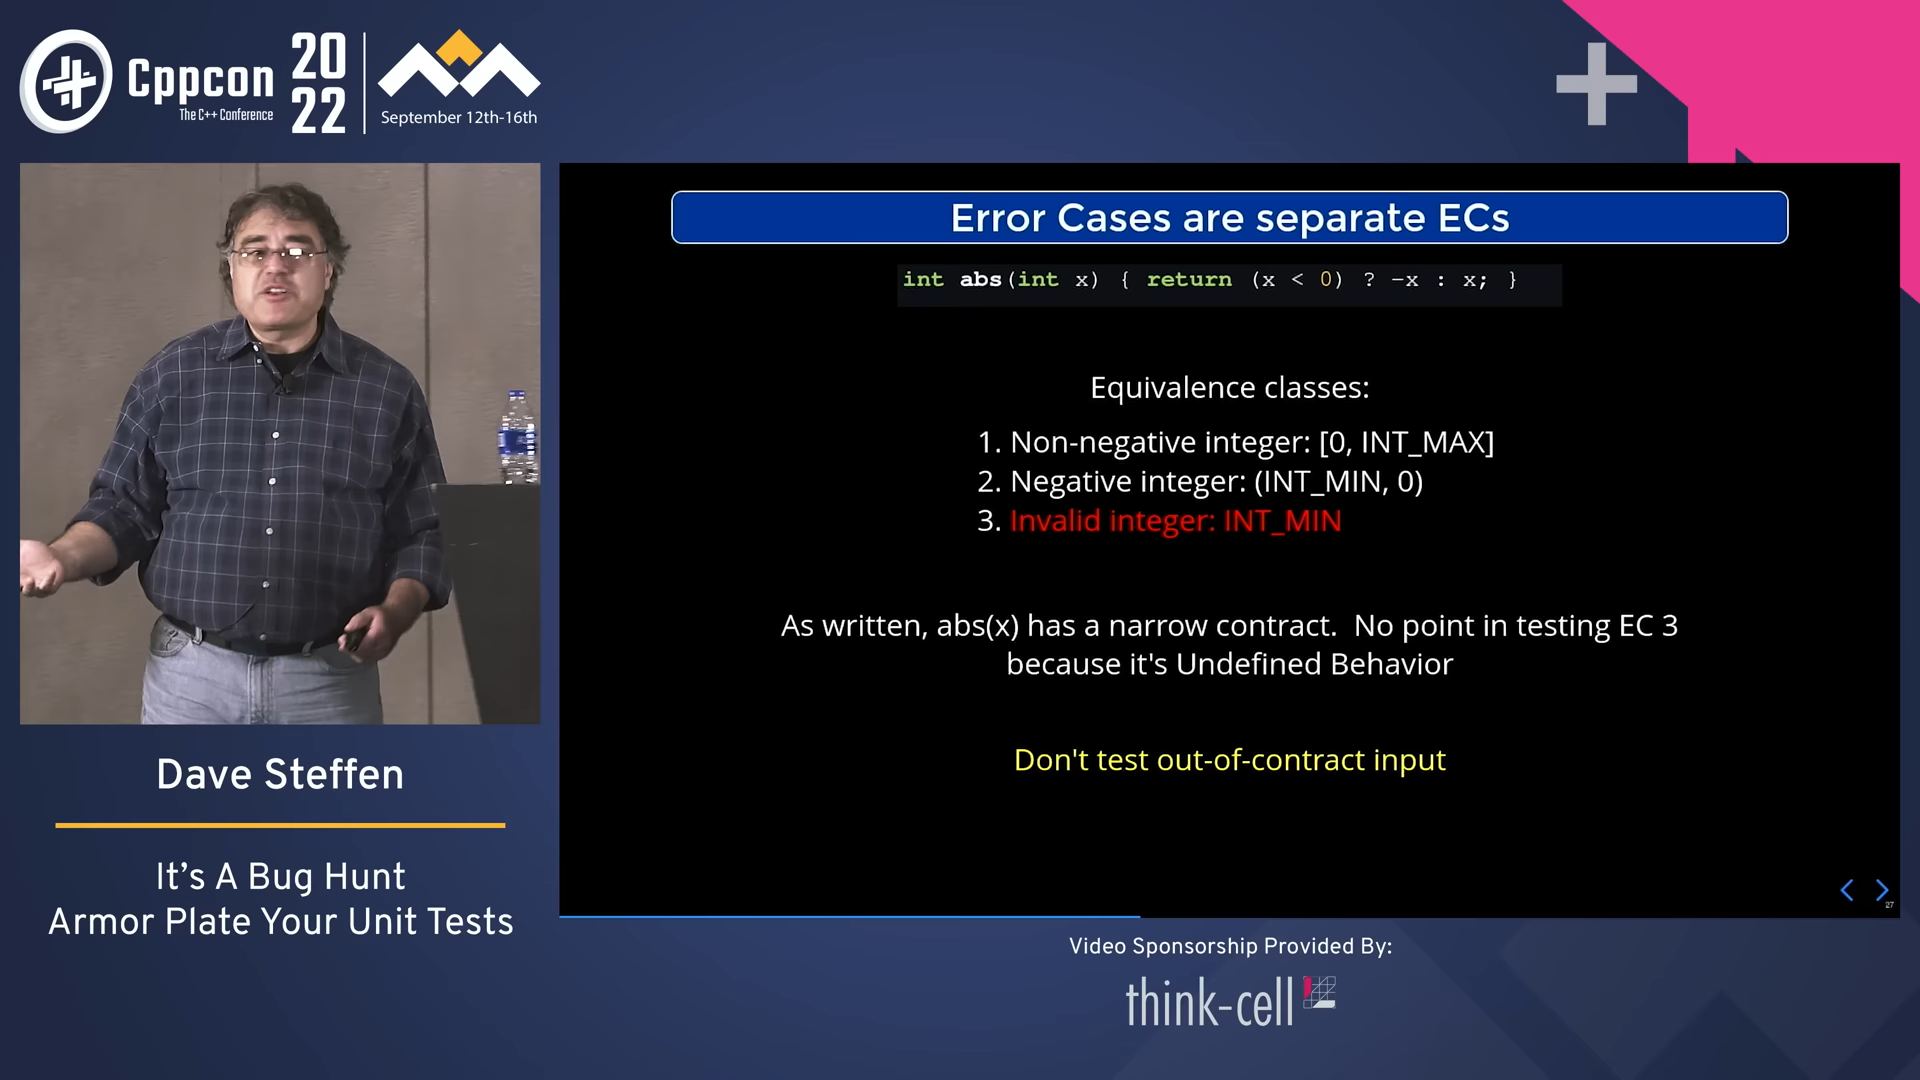 Cppcon
The C++ Conference
20
22
September 12th-16th
Error Cases are separate ECs
int abs(int x) { return (x < 0) ? -x : x; }
Equivalence classes:
1. Non-negative integer: [0, INT_MAX]
2. Negative integer: (INT_MIN, 0)
3. Invalid integer: INT_MIN
As written, abs(x) has a narrow contract. No point in testing EC 3
because it's Undefined Behavior
Don't test out-of-contract input
27
Dave Steffen
It's A Bug Hunt
Armor Plate Your Unit Tests
Video Sponsorship Provided By:
think-cell